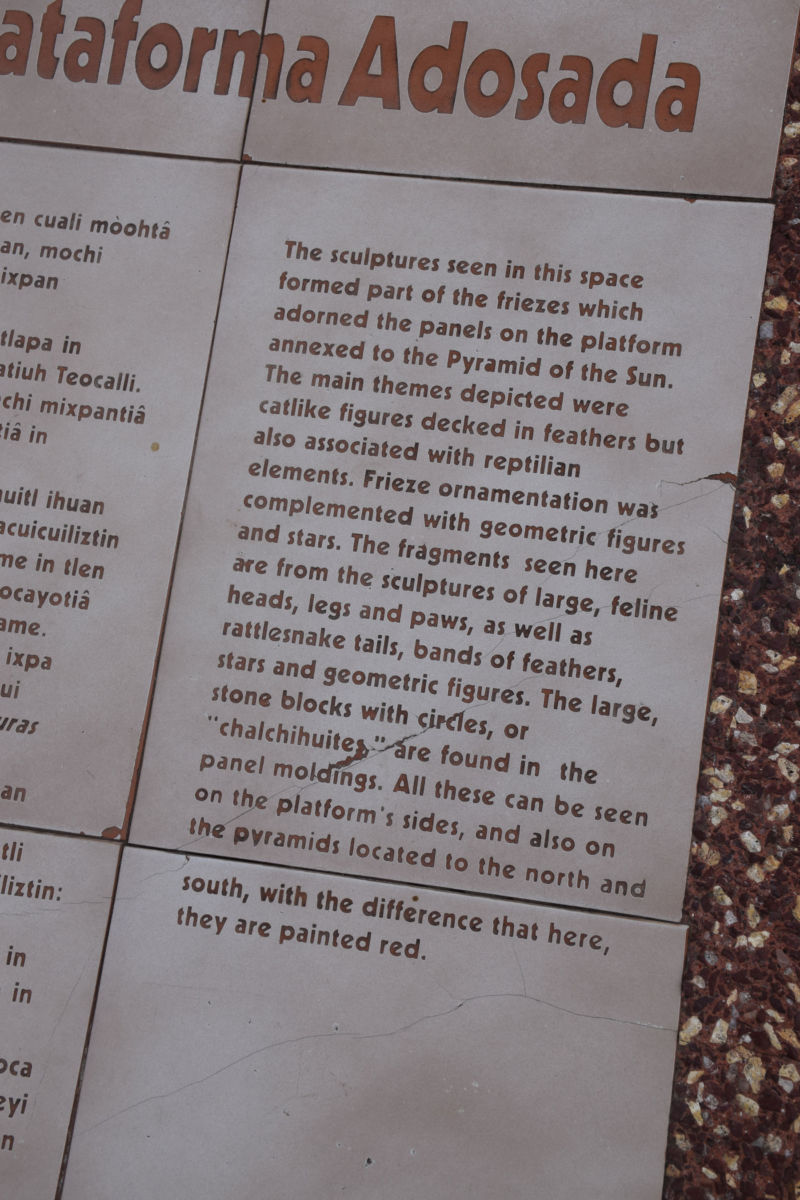 ataforma Adosada
en cuali mòohtâ
an, mochi
ixpan
tlapa in
atiuh Teocalli.
chi mixpantiâ
tiâ in
uitl ihuan
acuicuiliztin
me in tlen
ocayotiâ
ame.
ixpa
ui
uras
an
tli
liztin:
in
in
oca
eyi
n
The sculptures seen in this space
formed part of the friezes which
adorned the panels on the platform
annexed to the Pyramid of the Sun.
The main themes depicted were
catlike figures decked in feathers but
also associated with reptilian
elements. Frieze ornamentation was
complemented with geometric figures
and stars. The fragments seen here
are from the sculptures of large, feline
heads, legs and paws, as well as
rattlesnake tails, bands of feathers,
stars and geometric figures. The large,
stone blocks with circles, or
"chalchihuites," are found in the
panel moldings. All these can be seen
on the platform's sides, and also on
the pyramids located to the north and
south, with the difference that here,
they are painted red.